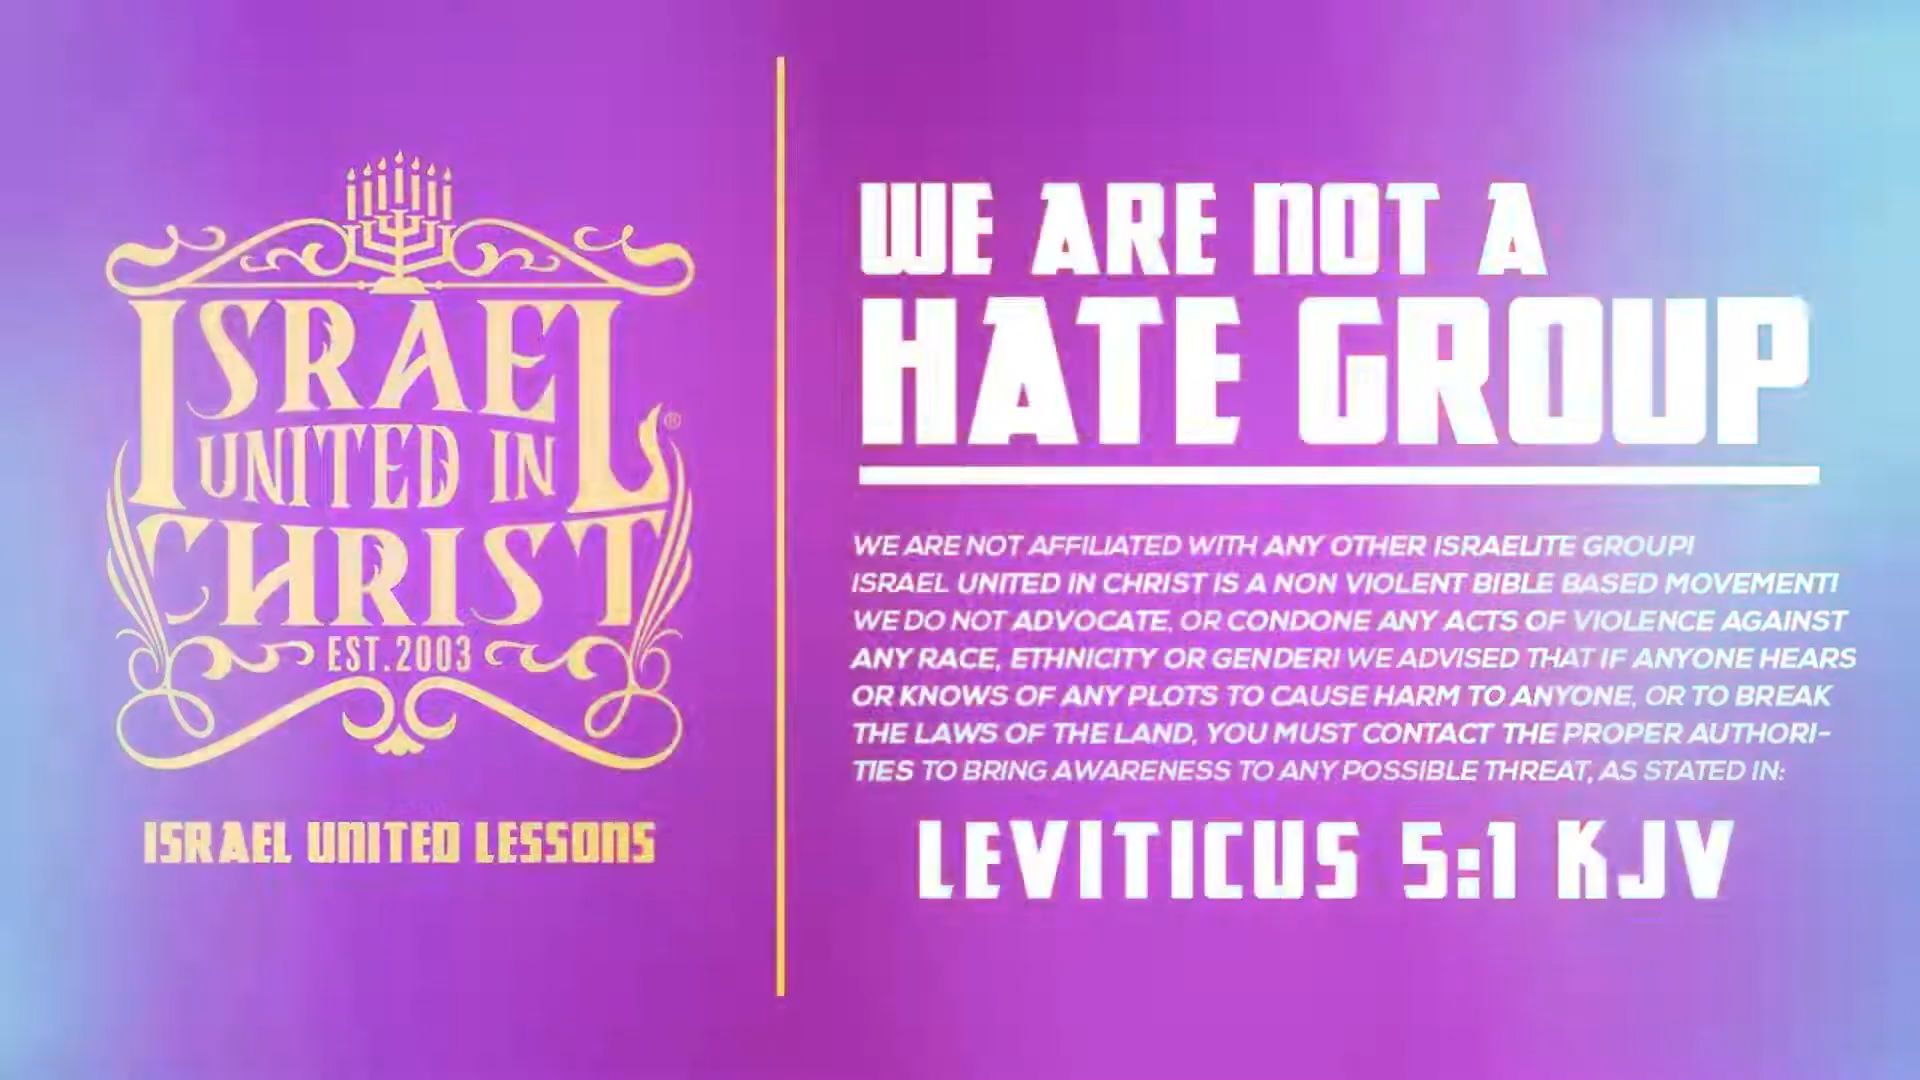 ISRAEL
UNITED IN
CHRIST
®
EST. 2003
ISRAEL UNITED LESSONS
WE ARE NOT A
HATE GROUP
WE ARE NOT AFFILIATED WITH ANY OTHER ISRAELITE GROUP!
ISRAEL UNITED IN CHRIST IS A NON VIOLENT BIBLE BASED MOVEMENT!
WE DO NOT ADVOCATE, OR CONDONE ANY ACTS OF VIOLENCE AGAINST
ANY RACE, ETHNICITY OR GENDER! WE ADVISED THAT IF ANYONE HEARS
OR KNOWS OF ANY PLOTS TO CAUSE HARM TO ANYONE, OR TO BREAK
THE LAWS OF THE LAND, YOU MUST CONTACT THE PROPER AUTHORI-
TIES TO BRING AWARENESS TO ANY POSSIBLE THREAT, AS STATED IN:
LEVITICUS 5:1 KJV